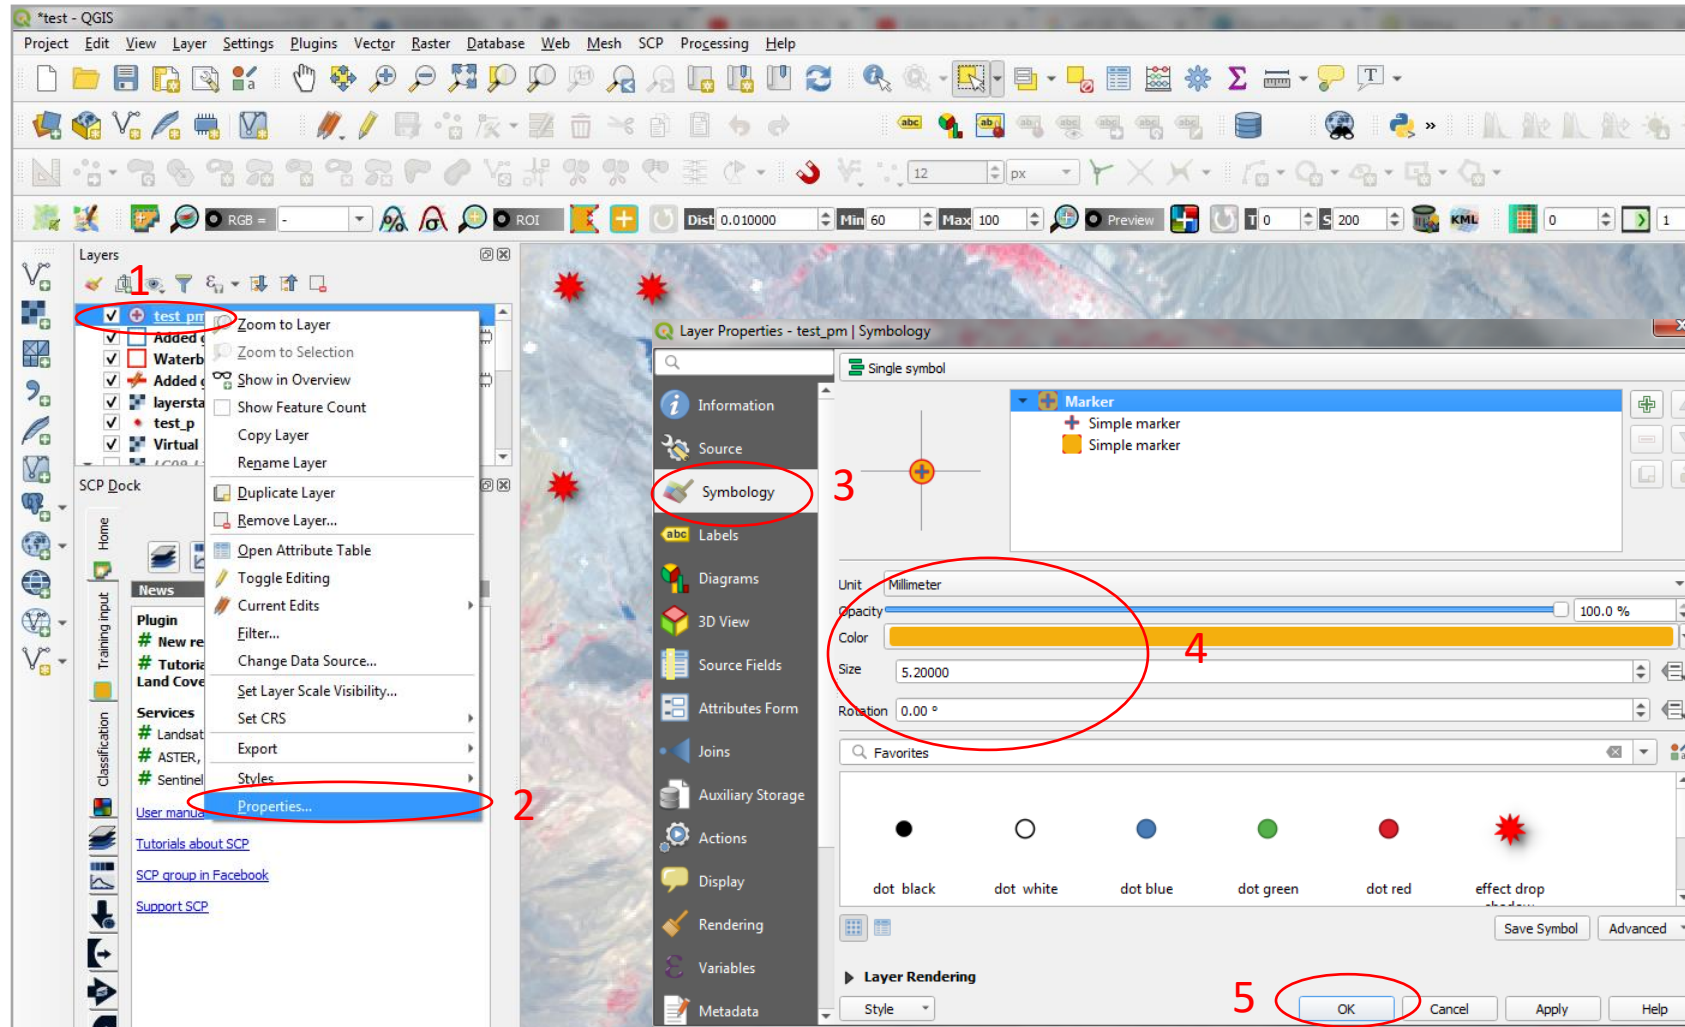 *test - QGIS
Project Edit View Layer Settings Plugins Vector Raster Database Web Mesh SCP Processing Help
12 px
RGB = - ROI Dist 0.010000 Min 60 Max 100 Preview T 0 S 200 KML 0 1
Layers
1
test_pm
Added g
Waterb
Added g
layersta
test_p
Virtual
SCP Dock
Home
Training input
Classification
News
Plugin
# New re
# Tutoria
Land Cove
Services
# Landsat
# ASTER,
# Sentinel
User manua
Tutorials about SCP
SCP group in Facebook
Support SCP
Zoom to Layer
Zoom to Selection
Show in Overview
Show Feature Count
Copy Layer
Rename Layer
Duplicate Layer
Remove Layer...
Open Attribute Table
Toggle Editing
Current Edits
Filter...
Change Data Source...
Set Layer Scale Visibility...
Set CRS
Export
Styles
Properties...
2
Layer Properties - test_pm | Symbology
Information
Source
Symbology
3
abc Labels
Diagrams
3D View
Source Fields
Attributes Form
Joins
Auxiliary Storage
Actions
Display
Rendering
Variables
Metadata
Single symbol
Marker
Simple marker
Simple marker
Unit Millimeter
Opacity 100.0 %
Color
4
Size 5.20000
Rotation 0.00 °
Favorites
dot black dot white dot blue dot green dot red effect drop
shadow
Save Symbol Advanced
Layer Rendering
5
Style OK Cancel Apply Help